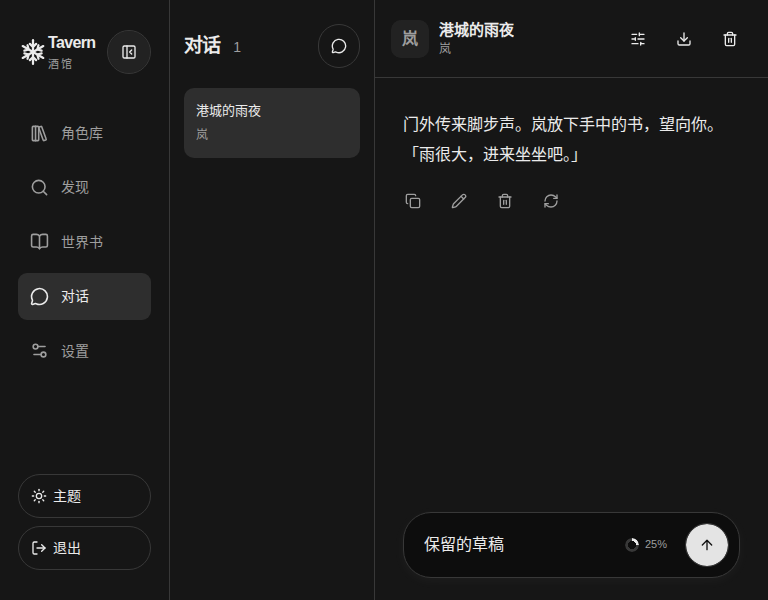 Tavern
酒馆
角色库
发现
世界书
对话
设置
主题
退出
对话 1
港城的雨夜
岚
岚
港城的雨夜
岚
门外传来脚步声。岚放下手中的书，望向你。
「雨很大，进来坐坐吧。」
保留的草稿
25%